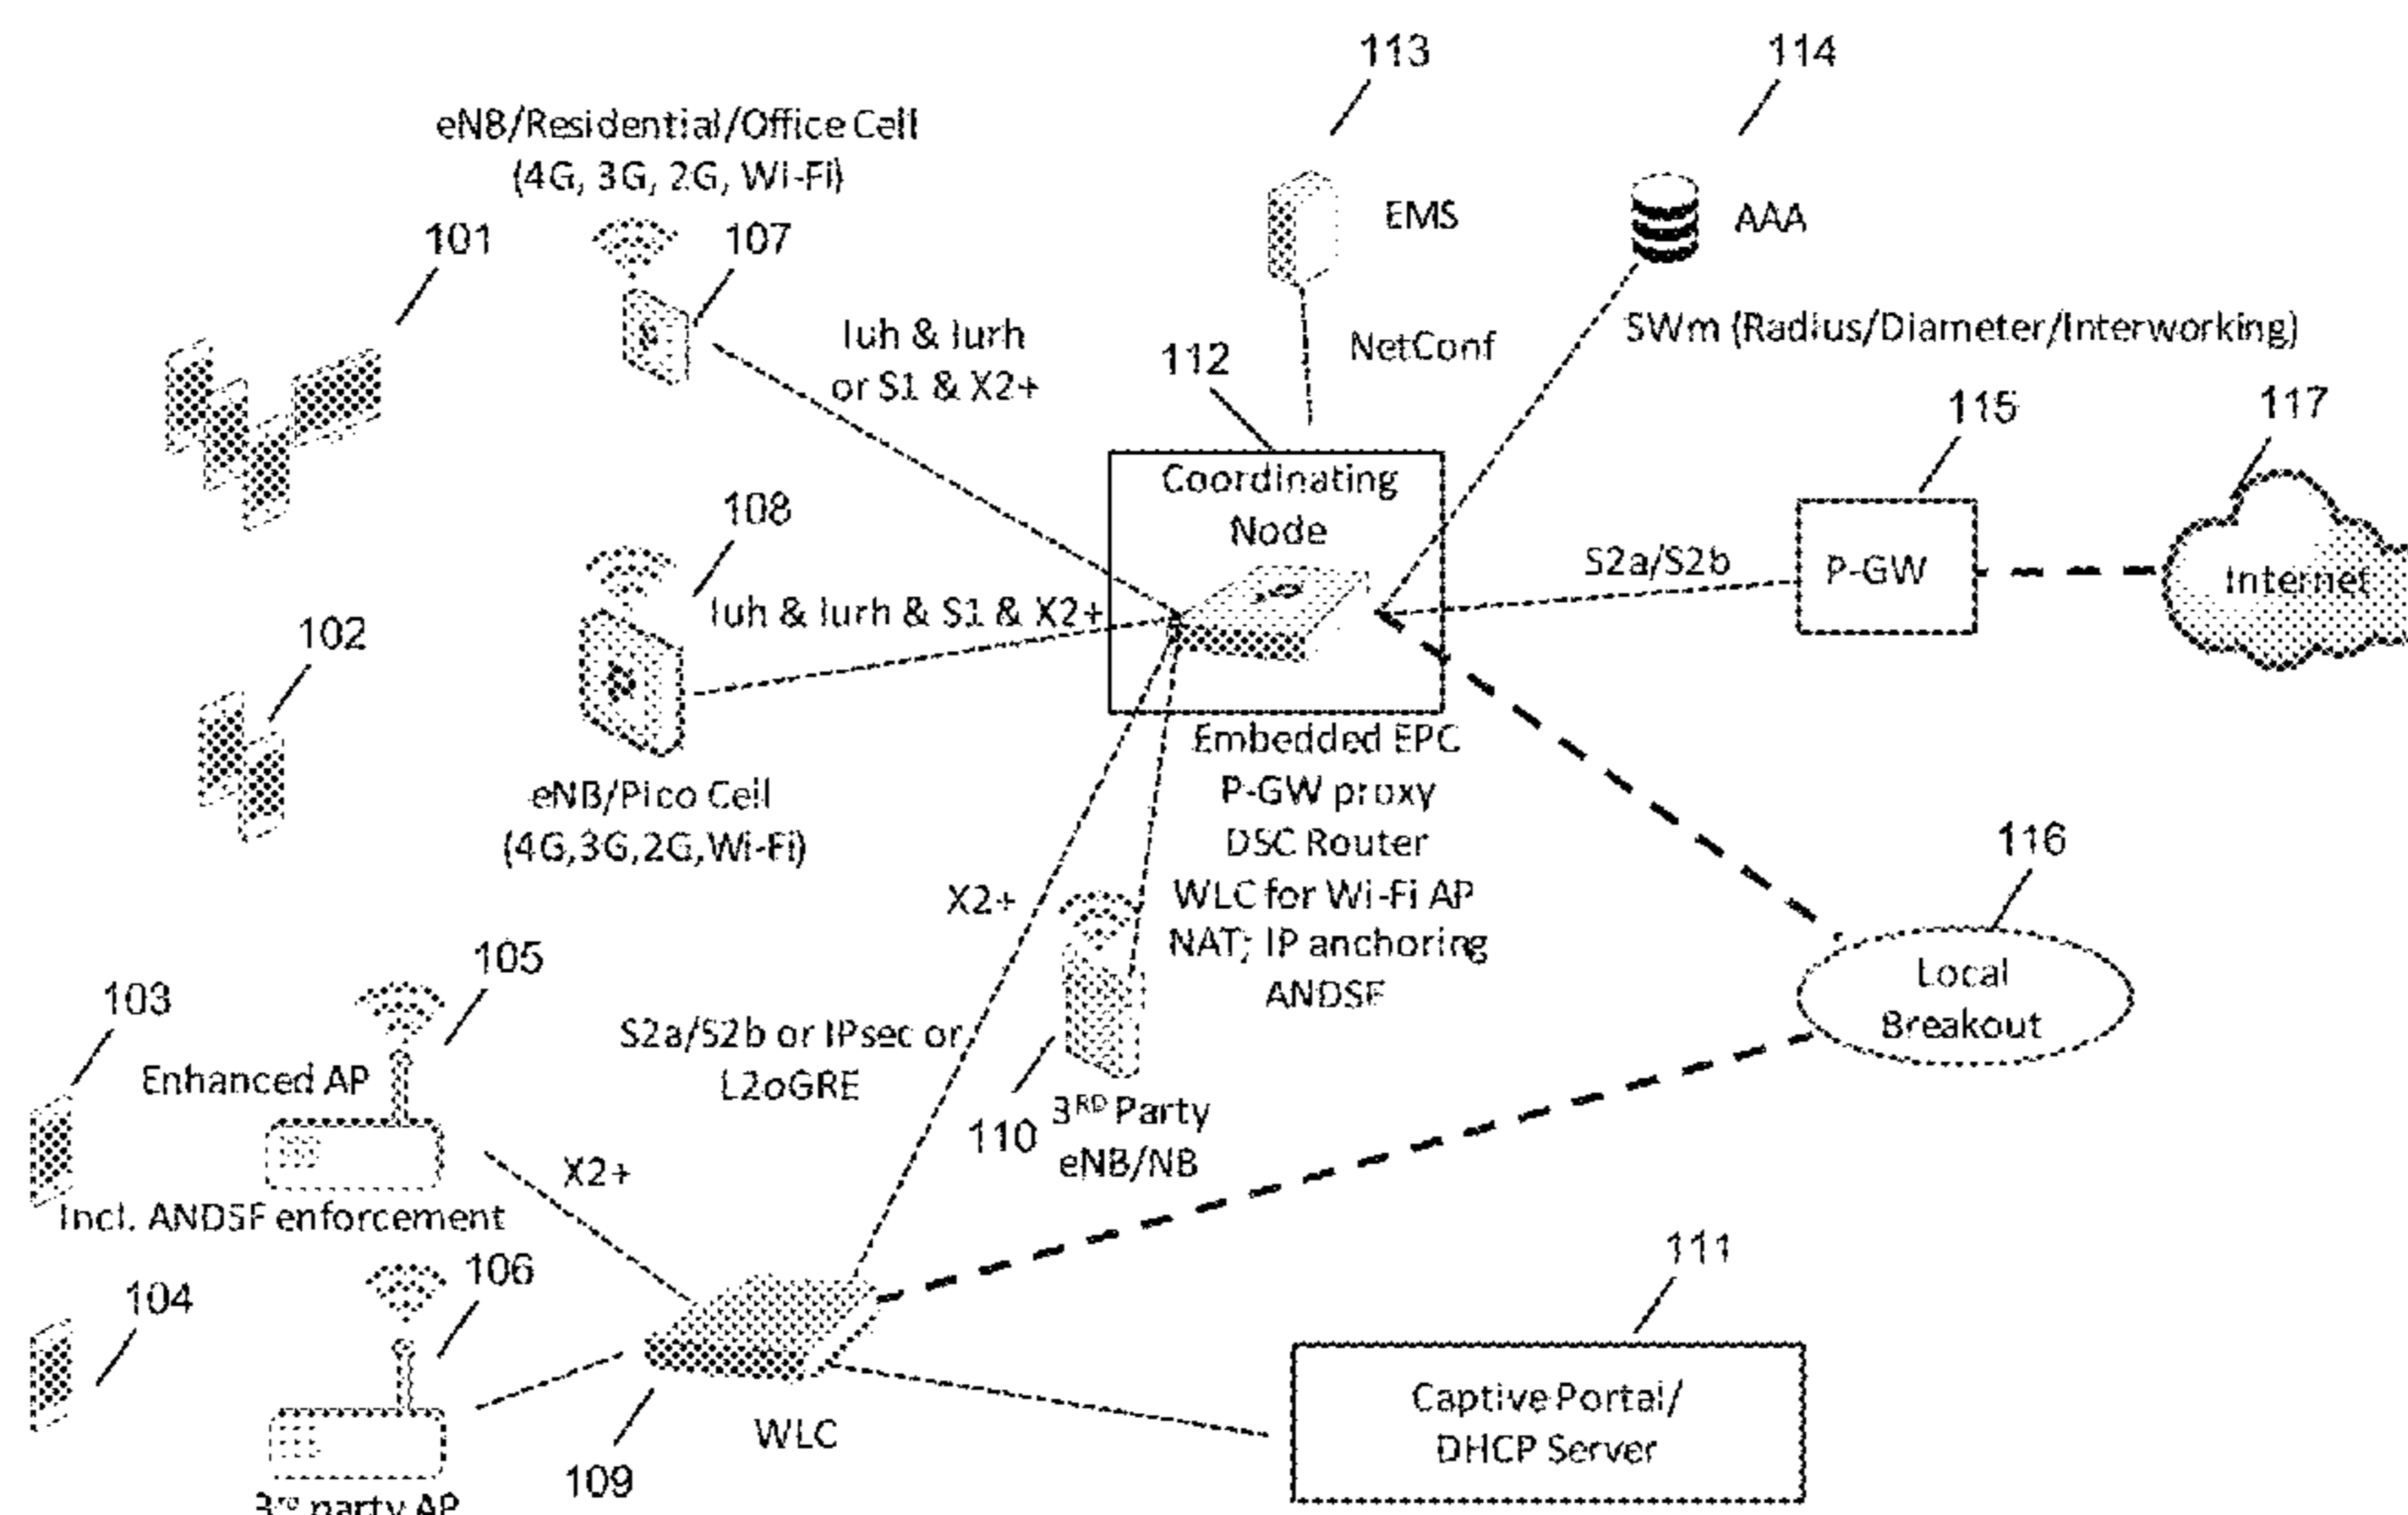 113
114
eNB/Residential/Office Cell
(4G, 3G, 2G, Wi-Fi)
EMS
AAA
101
107
Iuh & Iurh
or S1 & X2+
NetConf
SWm (Radius/Diameter/Interworking)
112
115
117
Coordinating
Node
108
Iuh & Iurh & S1 & X2+
S2a/S2b
P-GW
Internet
102
eNB/Pico Cell
(4G,3G,2G,Wi-Fi)
Embedded EPC
P-GW proxy
DSC Router
WLC for Wi-Fi AP
NAT; IP anchoring
ANDSF
116
X2+
Local
Breakout
103
105
Enhanced AP
S2a/S2b or IPsec or
L2oGRE
110
3RD Party
eNB/NB
X2+
Incl. ANDSF enforcement
104
106
111
Captive Portal/
DHCP Server
WLC
109
3rd party AP